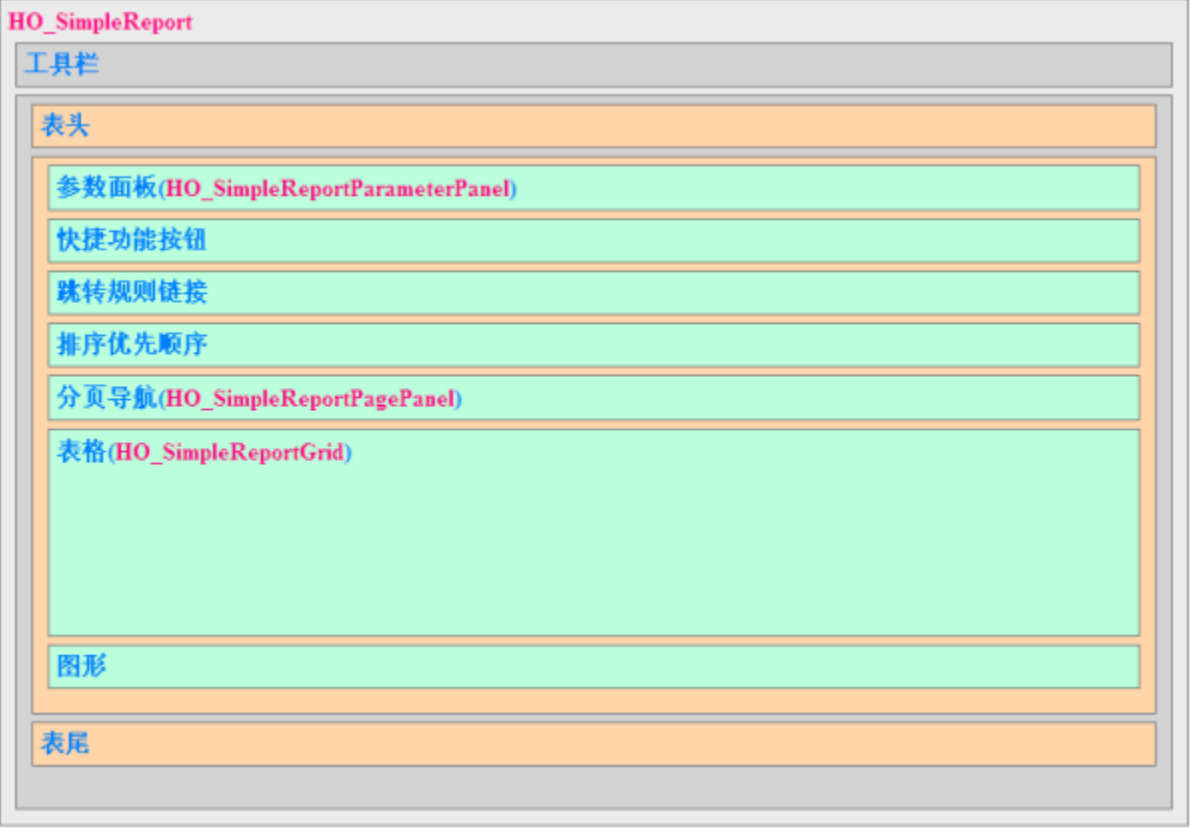 HO_SimpleReport
工具栏
表头
参数面板(HO_SimpleReportParameterPanel)
快捷功能按钮
跳转规则链接
排序优先顺序
分页导航(HO_SimpleReportPagePanel)
表格(HO_SimpleReportGrid)
图形
表尾